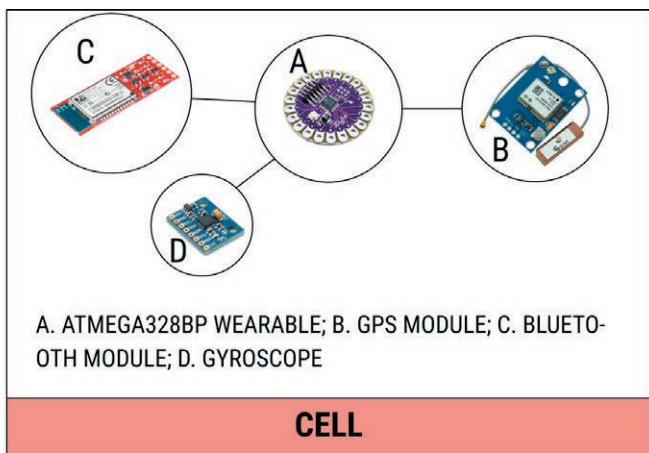 C
A
B
D
A. ATMEGA328BP WEARABLE; B. GPS MODULE; C. BLUETO-
OTH MODULE; D. GYROSCOPE
CELL